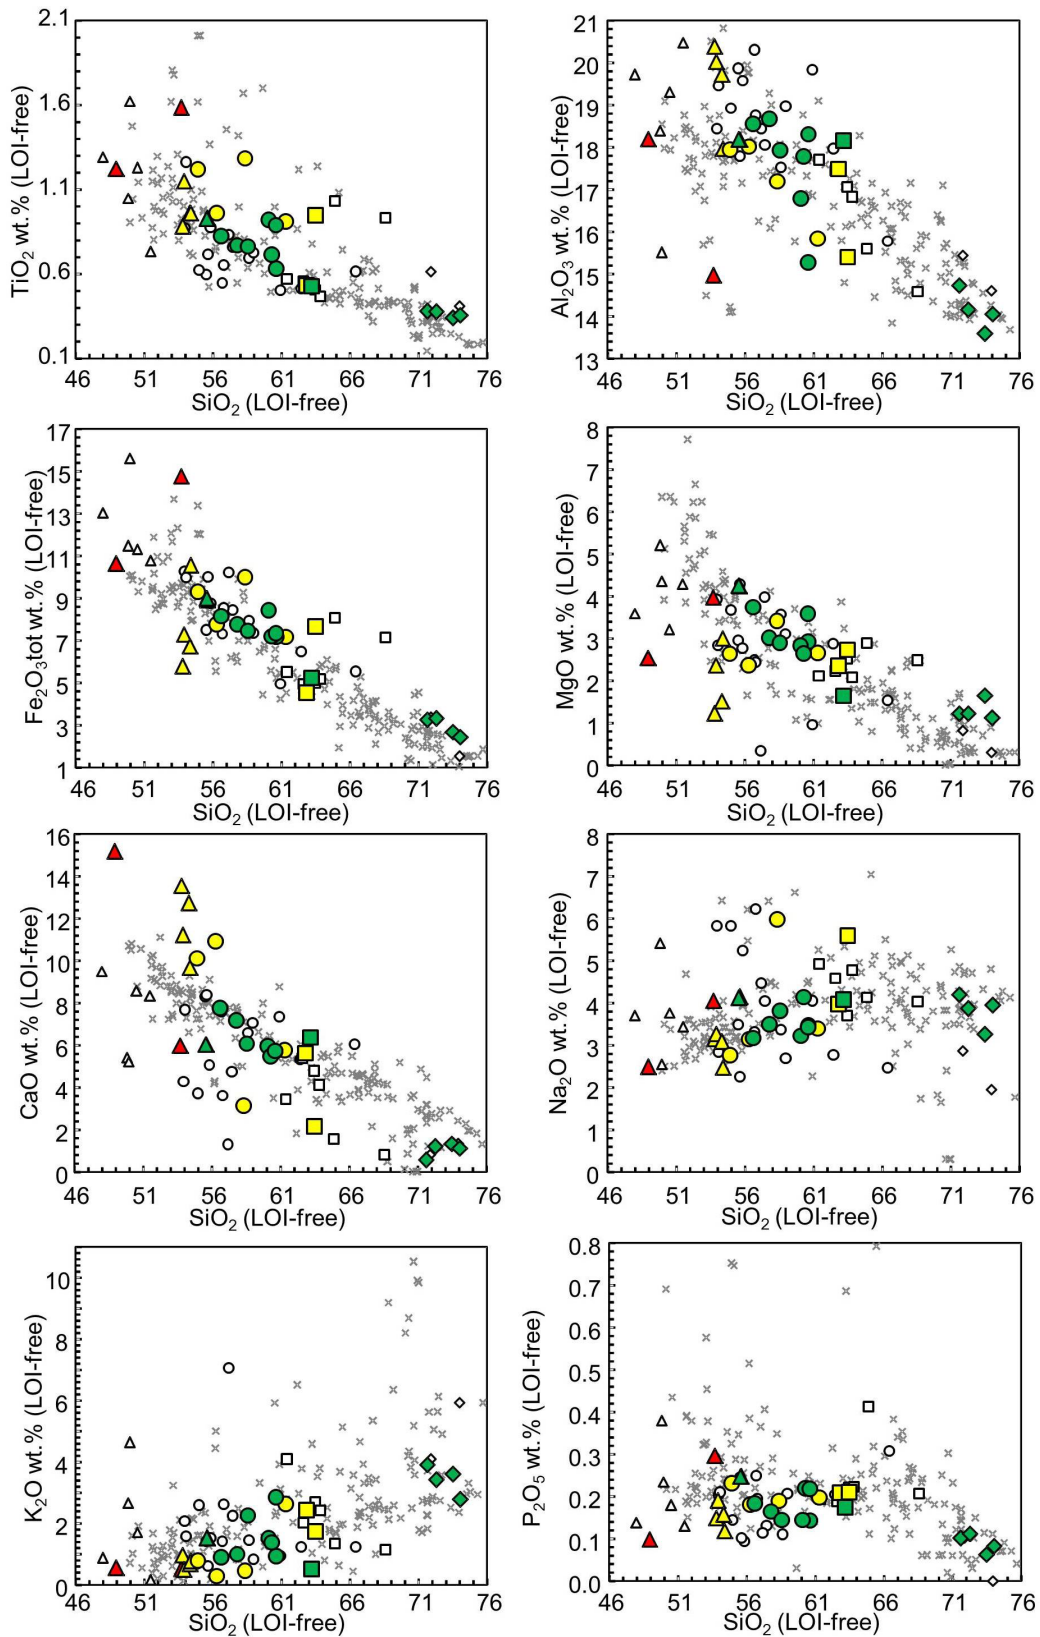 2.1
1.6
1.1
0.6
0.1
TiO2 wt.% (LOI-free)
46 51 56 61 66 71 76
SiO2 (LOI-free)
21
20
19
18
17
16
15
14
13
Al2O3 wt.% (LOI-free)
46 51 56 61 66 71 76
SiO2 (LOI-free)
17
15
13
11
9
7
5
3
1
Fe2O3tot wt.% (LOI-free)
46 51 56 61 66 71 76
SiO2 (LOI-free)
8
7
6
5
4
3
2
1
0
MgO wt.% (LOI-free)
46 51 56 61 66 71 76
SiO2 (LOI-free)
16
14
12
10
8
6
4
2
0
CaO wt.% (LOI-free)
46 51 56 61 66 71 76
SiO2 (LOI-free)
8
7
6
5
4
3
2
1
0
Na2O wt.% (LOI-free)
46 51 56 61 66 71 76
SiO2 (LOI-free)
10
8
6
4
2
0
K2O wt.% (LOI-free)
46 51 56 61 66 71 76
SiO2 (LOI-free)
0.8
0.7
0.6
0.5
0.4
0.3
0.2
0.1
0.0
P2O5 wt.% (LOI-free)
46 51 56 61 66 71 76
SiO2 (LOI-free)